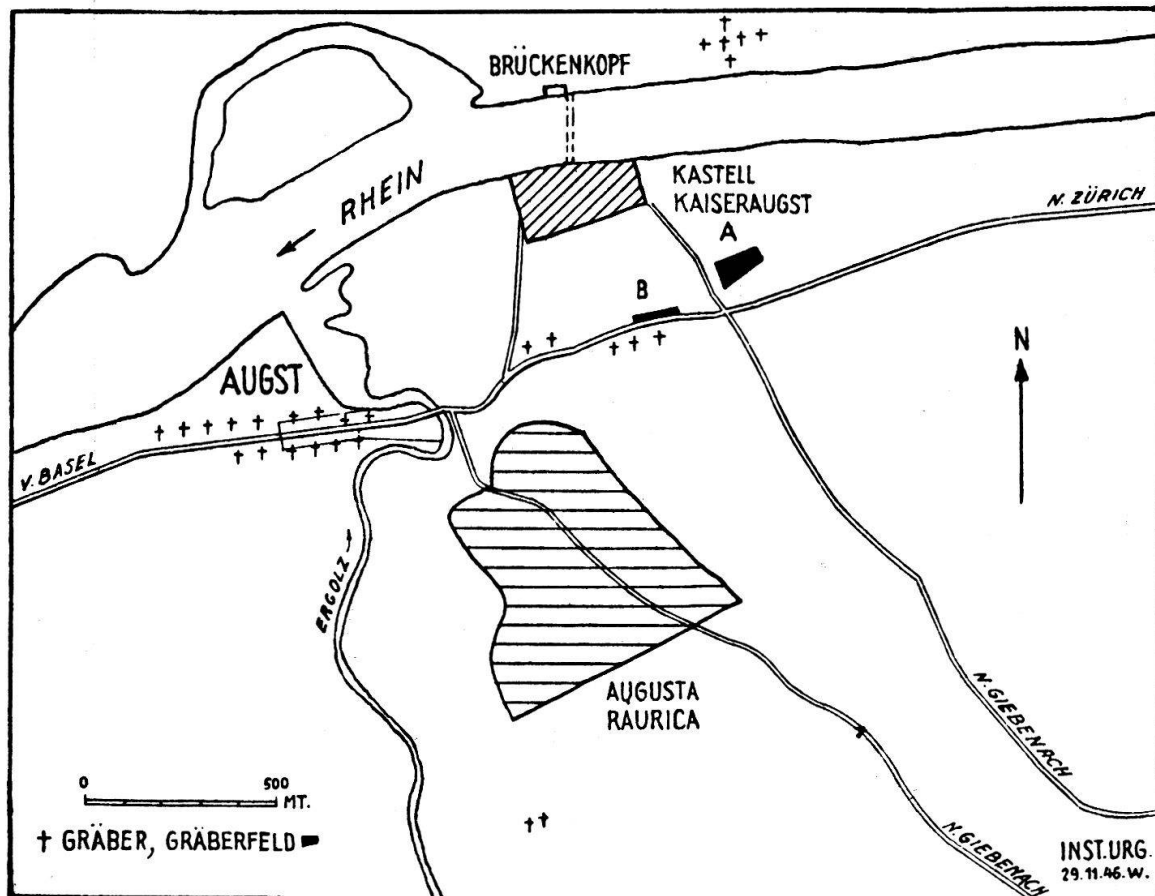 BRÜCKENKOPF
RHEIN
KASTELL
KAISERAUGST
A
N. ZÜRICH
B
N
AUGST
V. BASEL
ERGOLZ
AUGUSTA
RAURICA
N. GIEBENACH
N. GIEBENACH
0 500
MT.
† GRÄBER, GRÄBERFELD
INST. URG.
29.11.46. W.